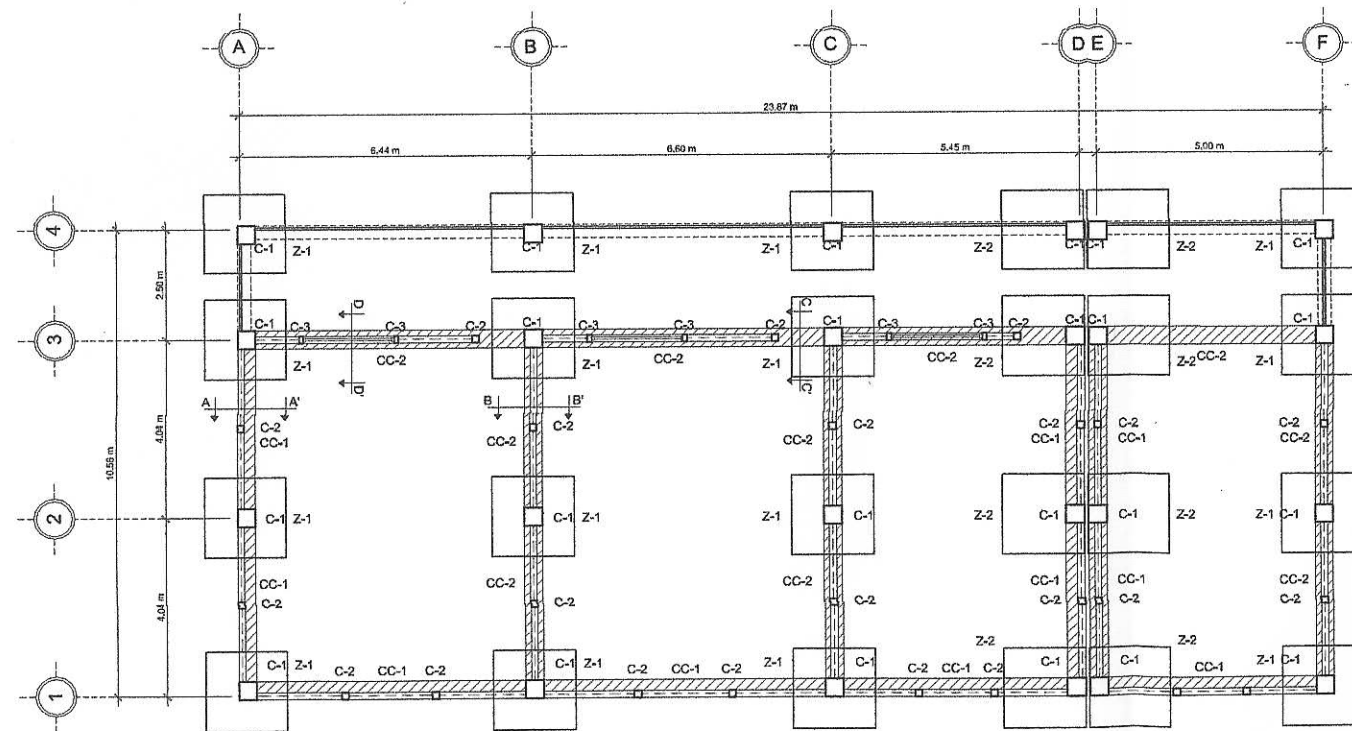 A B C D E F
23.87 m
6.44 m 6.60 m 5.45 m 5.00 m
4
C-1 Z-1 C-1 Z-1 Z-1 C-1 Z-2 C-1 C-1 Z-2 Z-1 C-1
2.50 m
D C
C-1 C-3 C-3 C-2 C-1 C-3 C-3 C-2 C-1 C-3 C-3 C-2 C-1 C-1 C-1
3
CC-2 CC-2 CC-2 CC-2
Z-1 Z-1 Z-1 Z-2 Z-2 Z-1
D' C'
A A' B B'
C-2 C-2 C-2 C-2 C-2 C-2
CC-1 CC-2 CC-2 CC-1 CC-1 CC-2
4.04 m
10.58 m
2
C-1 Z-1 C-1 Z-1 Z-1 C-1 Z-2 C-1 C-1 Z-2 Z-1 C-1
CC-1 CC-2 CC-2 CC-1 CC-1 CC-2
C-2 C-2 C-2 C-2 C-2 C-2
4.04 m
Z-2 Z-2
C-1 Z-1 C-2 CC-1 C-2 C-1 Z-1 C-2 CC-1 C-2 Z-1 C-1 C-2 CC-1 C-2 C-1 C-1 CC-1 Z-1 C-1
1